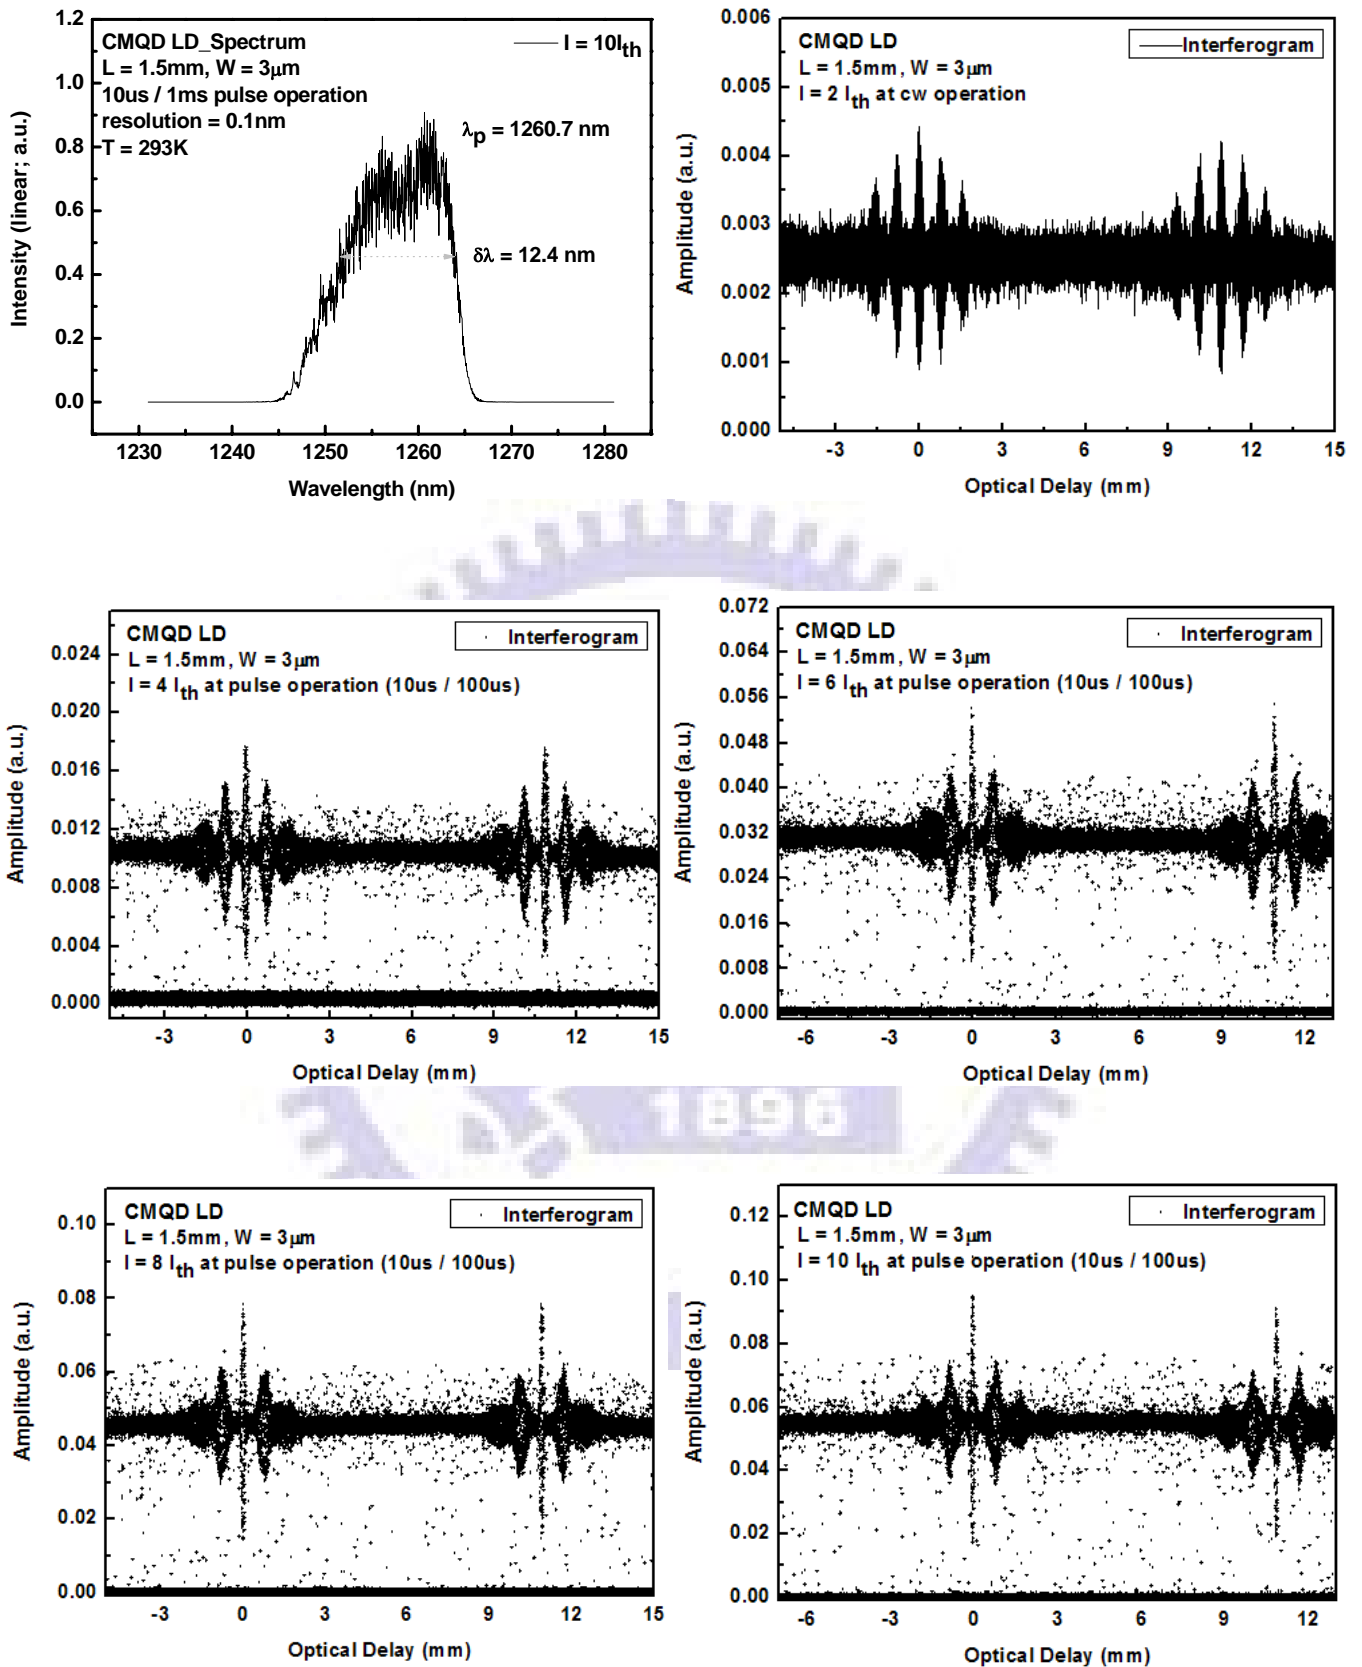 1.2
1.0
0.8
0.6
0.4
0.2
0.0
Intensity (linear; a.u.)
CMQD LD_Spectrum
L = 1.5mm, W = 3μm
10us / 1ms pulse operation
resolution = 0.1nm
T = 293K
I = 10Ith
λp = 1260.7 nm
δλ = 12.4 nm
1230 1240 1250 1260 1270 1280
Wavelength (nm)
0.006
0.005
0.004
0.003
0.002
0.001
0.000
Amplitude (a.u.)
CMQD LD
L = 1.5mm, W = 3μm
I = 2 Ith at cw operation
Interferogram
-3 0 3 6 9 12 15
Optical Delay (mm)
0.024
0.020
0.016
0.012
0.008
0.004
0.000
Amplitude (a.u.)
CMQD LD
L = 1.5mm, W = 3μm
I = 4 Ith at pulse operation (10us / 100us)
Interferogram
-3 0 3 6 9 12 15
Optical Delay (mm)
0.072
0.064
0.056
0.048
0.040
0.032
0.024
0.016
0.008
0.000
Amplitude (a.u.)
CMQD LD
L = 1.5mm, W = 3μm
I = 6 Ith at pulse operation (10us / 100us)
Interferogram
-6 -3 0 3 6 9 12
Optical Delay (mm)
1896
0.10
0.08
0.06
0.04
0.02
0.00
Amplitude (a.u.)
CMQD LD
L = 1.5mm, W = 3μm
I = 8 Ith at pulse operation (10us / 100us)
Interferogram
-3 0 3 6 9 12 15
Optical Delay (mm)
0.12
0.10
0.08
0.06
0.04
0.02
0.00
Amplitude (a.u.)
CMQD LD
L = 1.5mm, W = 3μm
I = 10 Ith at pulse operation (10us / 100us)
Interferogram
-6 -3 0 3 6 9 12
Optical Delay (mm)